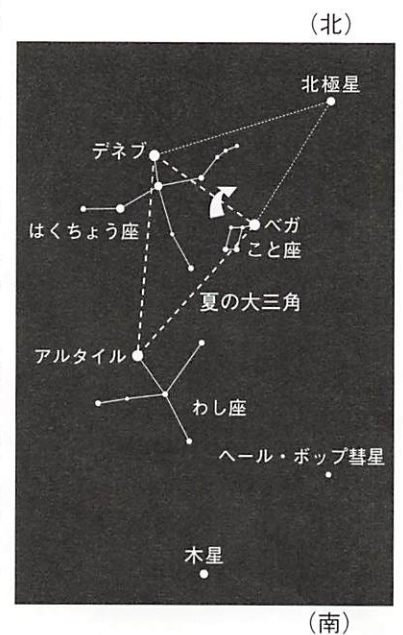 （北）
北極星
デネブ
はくちょう座
ベガ
こと座
夏の大三角
アルタイル
わし座
ヘール・ボップ彗星
木星
（南）